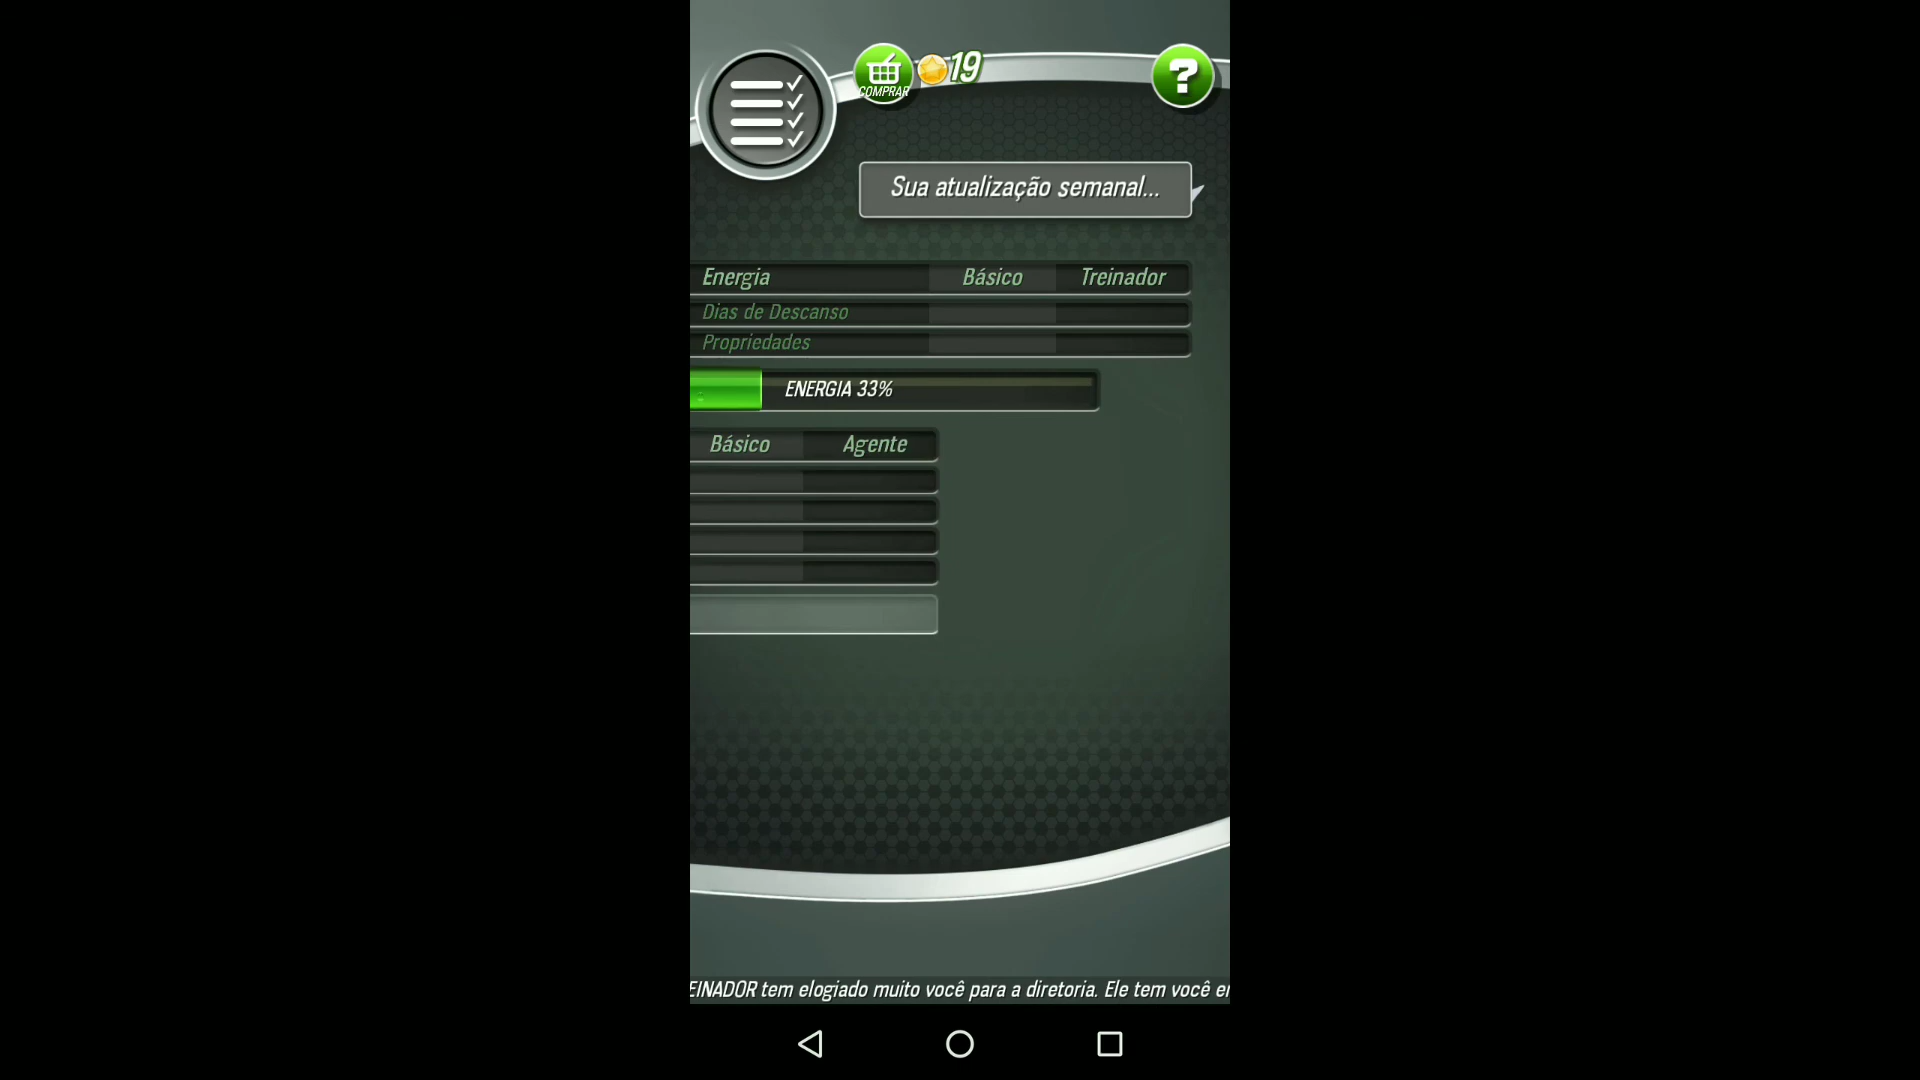 19
COMPRAR
?
Sua atualização semanal...
Energia Básico Treinador
Dias de Descanso
Propriedades
ENERGIA 33%
Básico Agente
tem elogiado muito você para a diretoria. Ele tem você